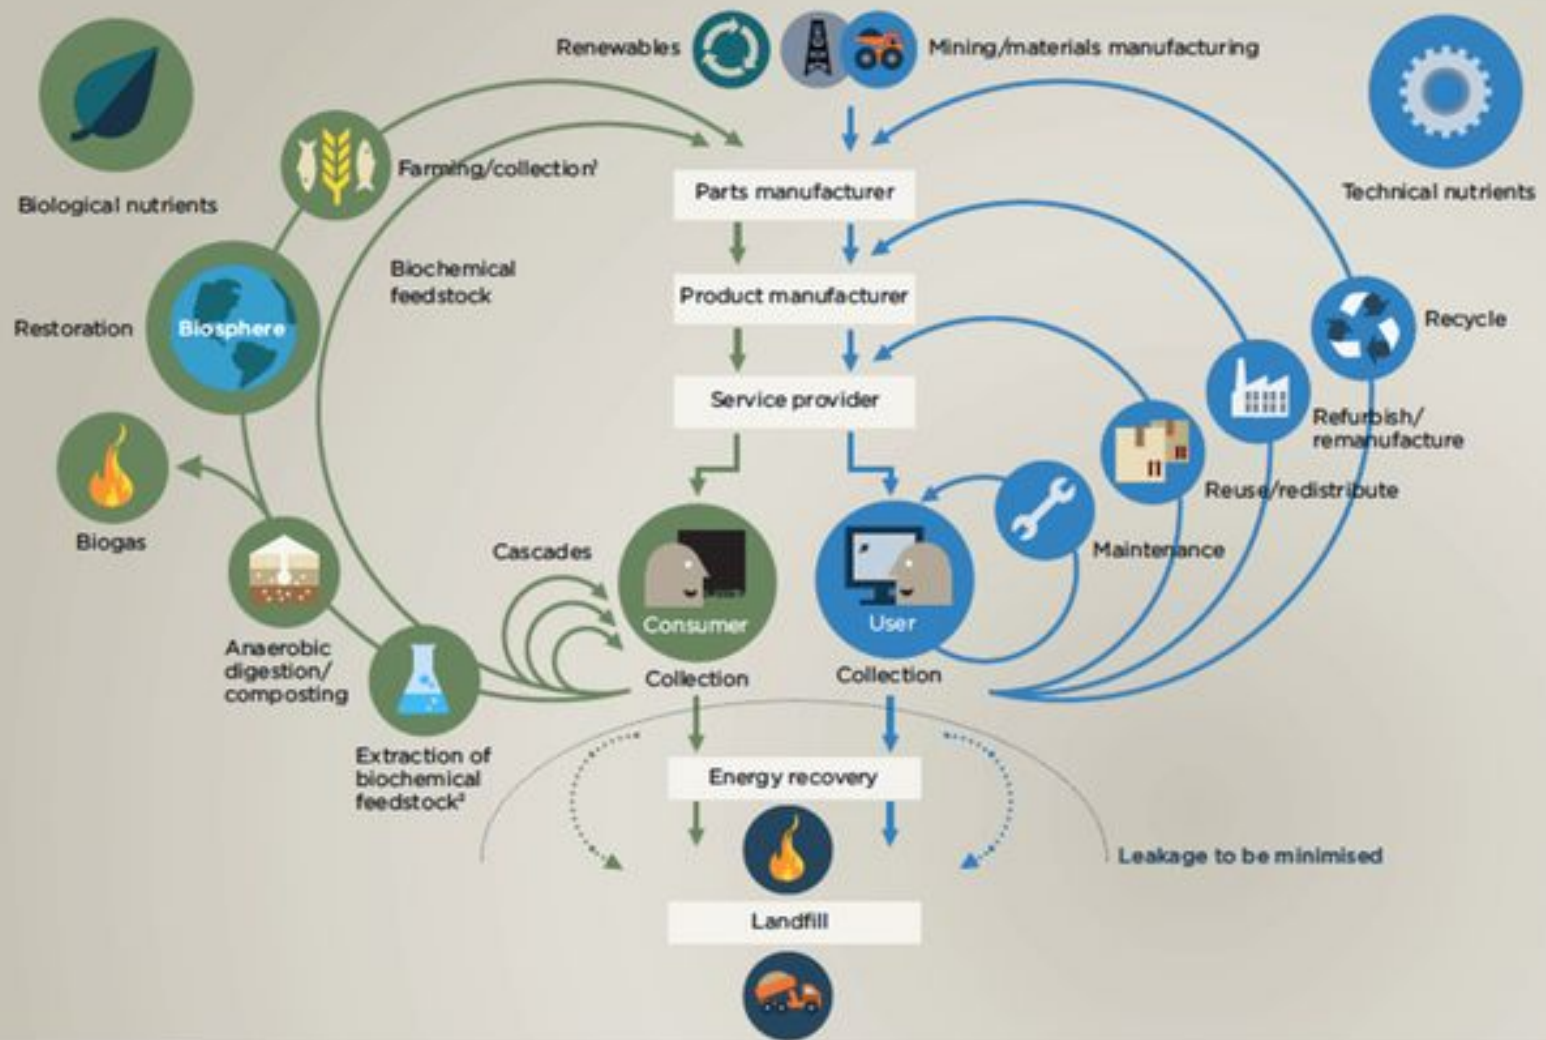 Renewables
Mining/materials manufacturing
Biological nutrients
Technical nutrients
Farming/collection¹
Parts manufacturer
Biochemical
feedstock
Product manufacturer
Restoration
Biosphere
Recycle
Service provider
Refurbish/
remanufacture
Reuse/redistribute
Biogas
Cascades
Maintenance
Consumer
User
Anaerobic
digestion/
composting
Collection
Collection
Extraction of
biochemical
feedstock²
Energy recovery
Leakage to be minimised
Landfill